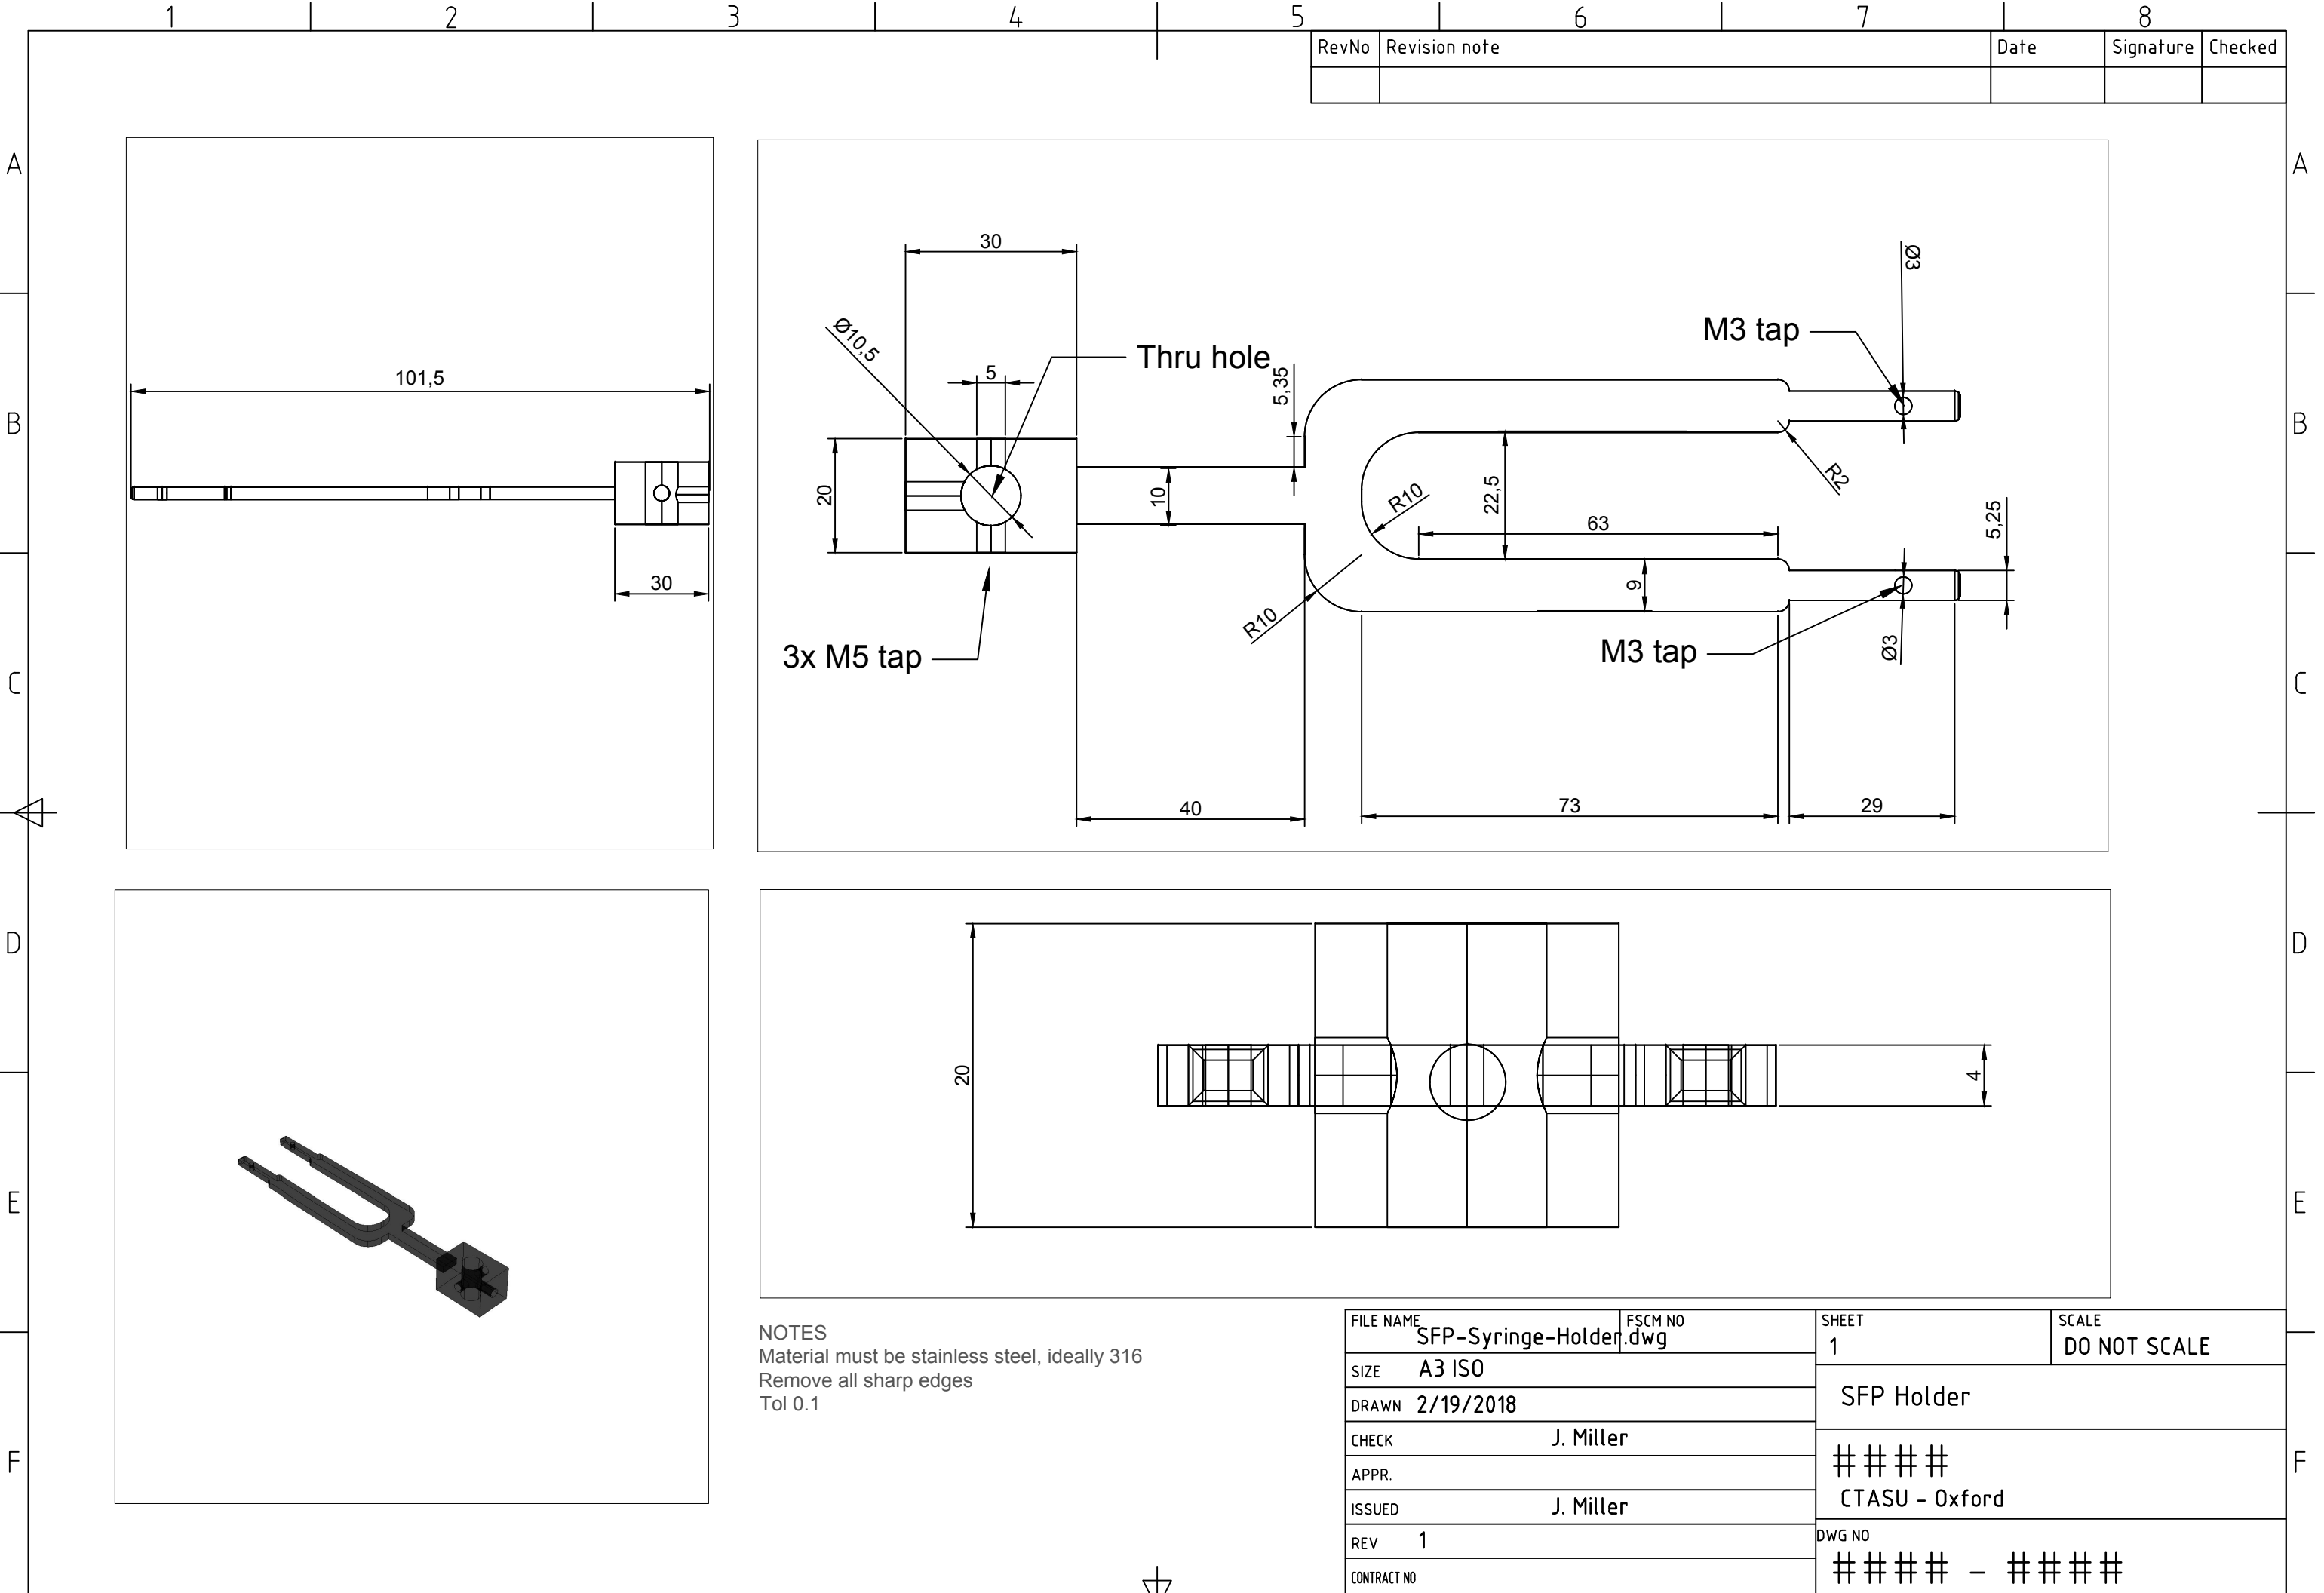 1 2 3 4 5 6 7 8
RevNo Revision note Date Signature Checked
A A
B B
C C
D D
E E
F F
101,5
30
30
Ø10,5
5
Thru hole
5,35
20
10
3x M5 tap
R10
R10
22,5
63
9
M3 tap
Ø3
R2
5,25
M3 tap
Ø3
40
73
29
20
4
NOTES
Material must be stainless steel, ideally 316
Remove all sharp edges
Tol 0.1
FILE NAME SFP-Syringe-Holder.dwg FSCM NO
SHEET 1
SCALE DO NOT SCALE
SIZE A3 ISO
DRAWN 2/19/2018
CHECK J. Miller
APPR.
ISSUED J. Miller
REV 1
CONTRACT NO
SFP Holder
####
CTASU - Oxford
DWG NO
#### - ####